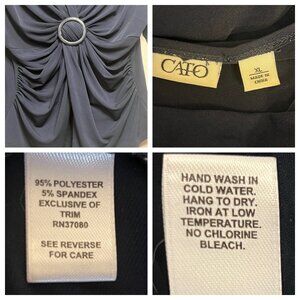 CATO
XL
MADE IN
CHINA
95% POLYESTER
5% SPANDEX
EXCLUSIVE OF
TRIM
RN37080
SEE REVERSE
FOR CARE
HAND WASH IN
COLD WATER.
HANG TO DRY.
IRON AT LOW
TEMPERATURE.
NO CHLORINE
BLEACH.